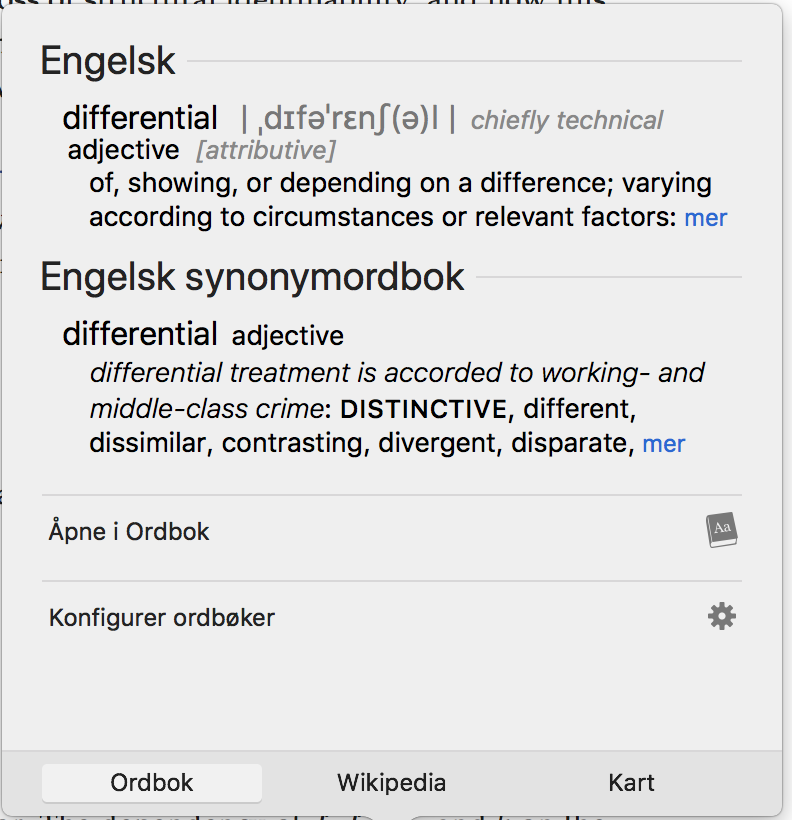 Engelsk
differential | ˌdɪfəˈrɛnʃ(ə)l | chiefly technical
adjective [attributive]
of, showing, or depending on a difference; varying
according to circumstances or relevant factors: mer
Engelsk synonymordbok
differential adjective
differential treatment is accorded to working- and
middle-class crime: DISTINCTIVE, different,
dissimilar, contrasting, divergent, disparate, mer
Åpne i Ordbok
Aa
Konfigurer ordbøker
Ordbok Wikipedia Kart